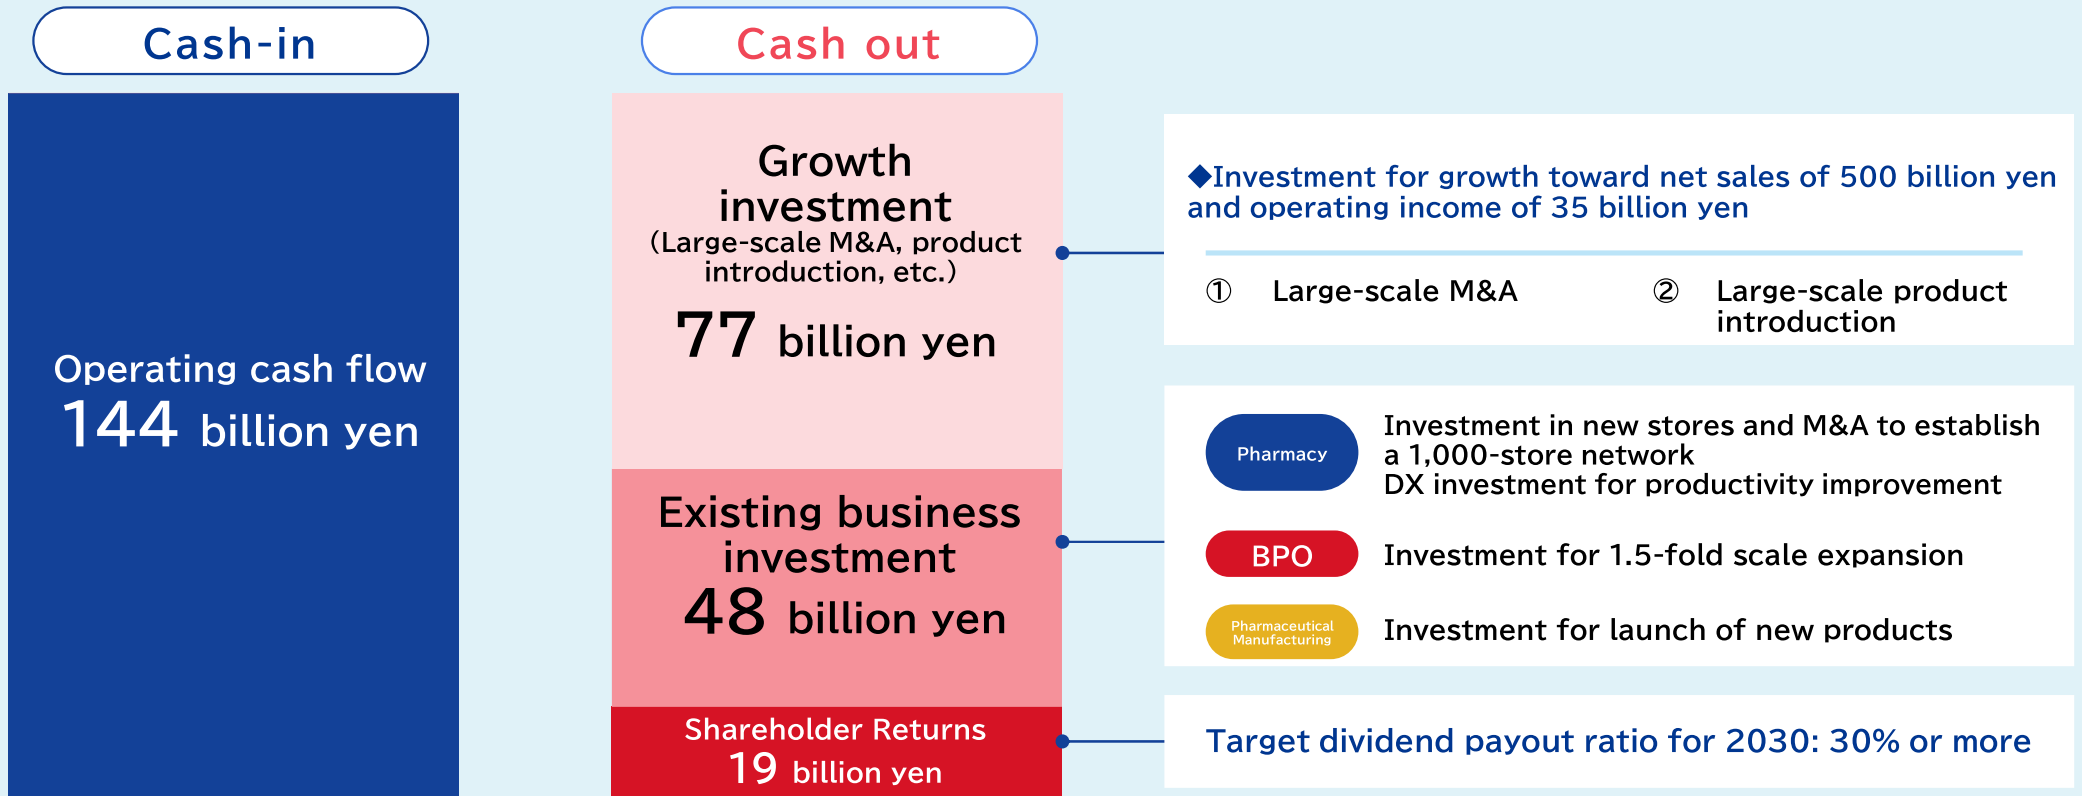 Cash-in
Operating cash flow
144 billion yen
Cash out
Growth
investment
(Large-scale M&A, product
introduction, etc.)
77 billion yen
Existing business
investment
48 billion yen
Shareholder Returns
19 billion yen
◆Investment for growth toward net sales of 500 billion yen
and operating income of 35 billion yen
① Large-scale M&A
② Large-scale product
introduction
Pharmacy
Investment in new stores and M&A to establish
a 1,000-store network
DX investment for productivity improvement
BPO
Investment for 1.5-fold scale expansion
Pharmaceutical
Manufacturing
Investment for launch of new products
Target dividend payout ratio for 2030: 30% or more